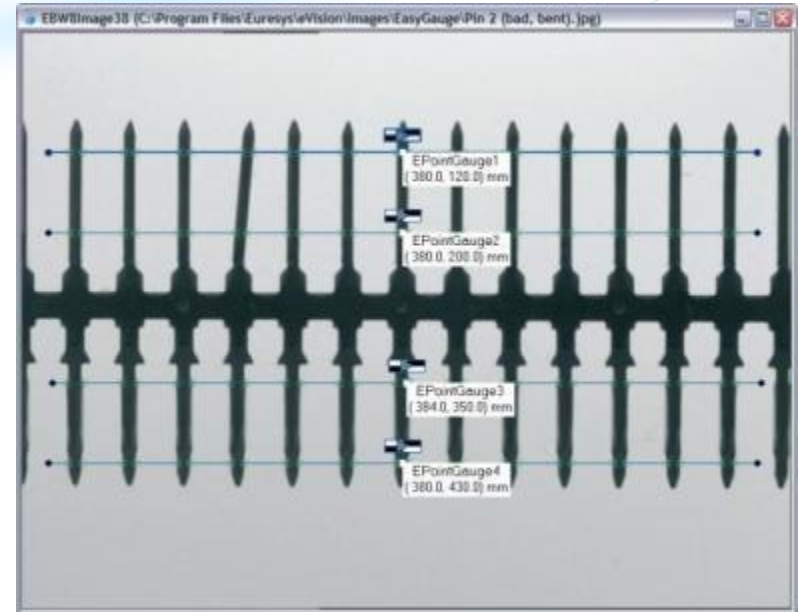 EBW8Image38 (C:\Program Files\Euresys\eVision\Images\EasyGauge\Pin 2 (bad, bent).jpg)
EPointGauge1
(380.0, 120.0) mm
EPointGauge2
(380.0, 200.0) mm
EPointGauge3
(384.0, 350.0) mm
EPointGauge4
(380.0, 430.0) mm